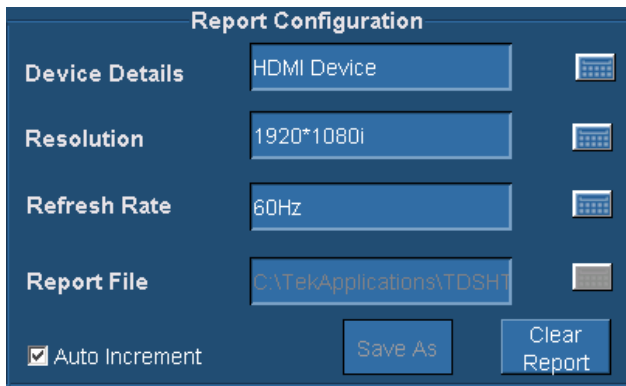 Report Configuration
Device Details HDMI Device
Resolution 1920*1080i
Refresh Rate 60Hz
Report File C:\TekApplications\TDSHT
Auto Increment Save As Clear
Report